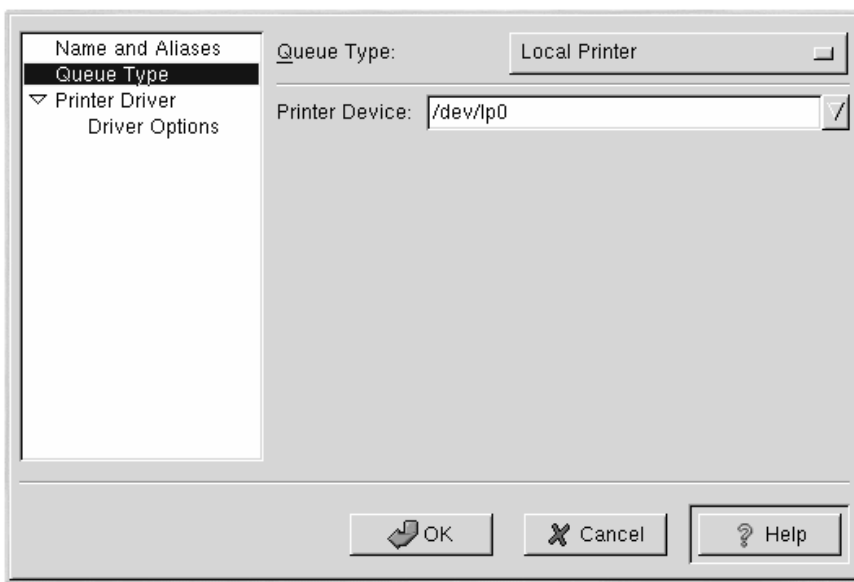 Name and Aliases
Queue Type
Printer Driver
Driver Options
Queue Type:
Local Printer
Printer Device:
/dev/lp0
OK
Cancel
Help